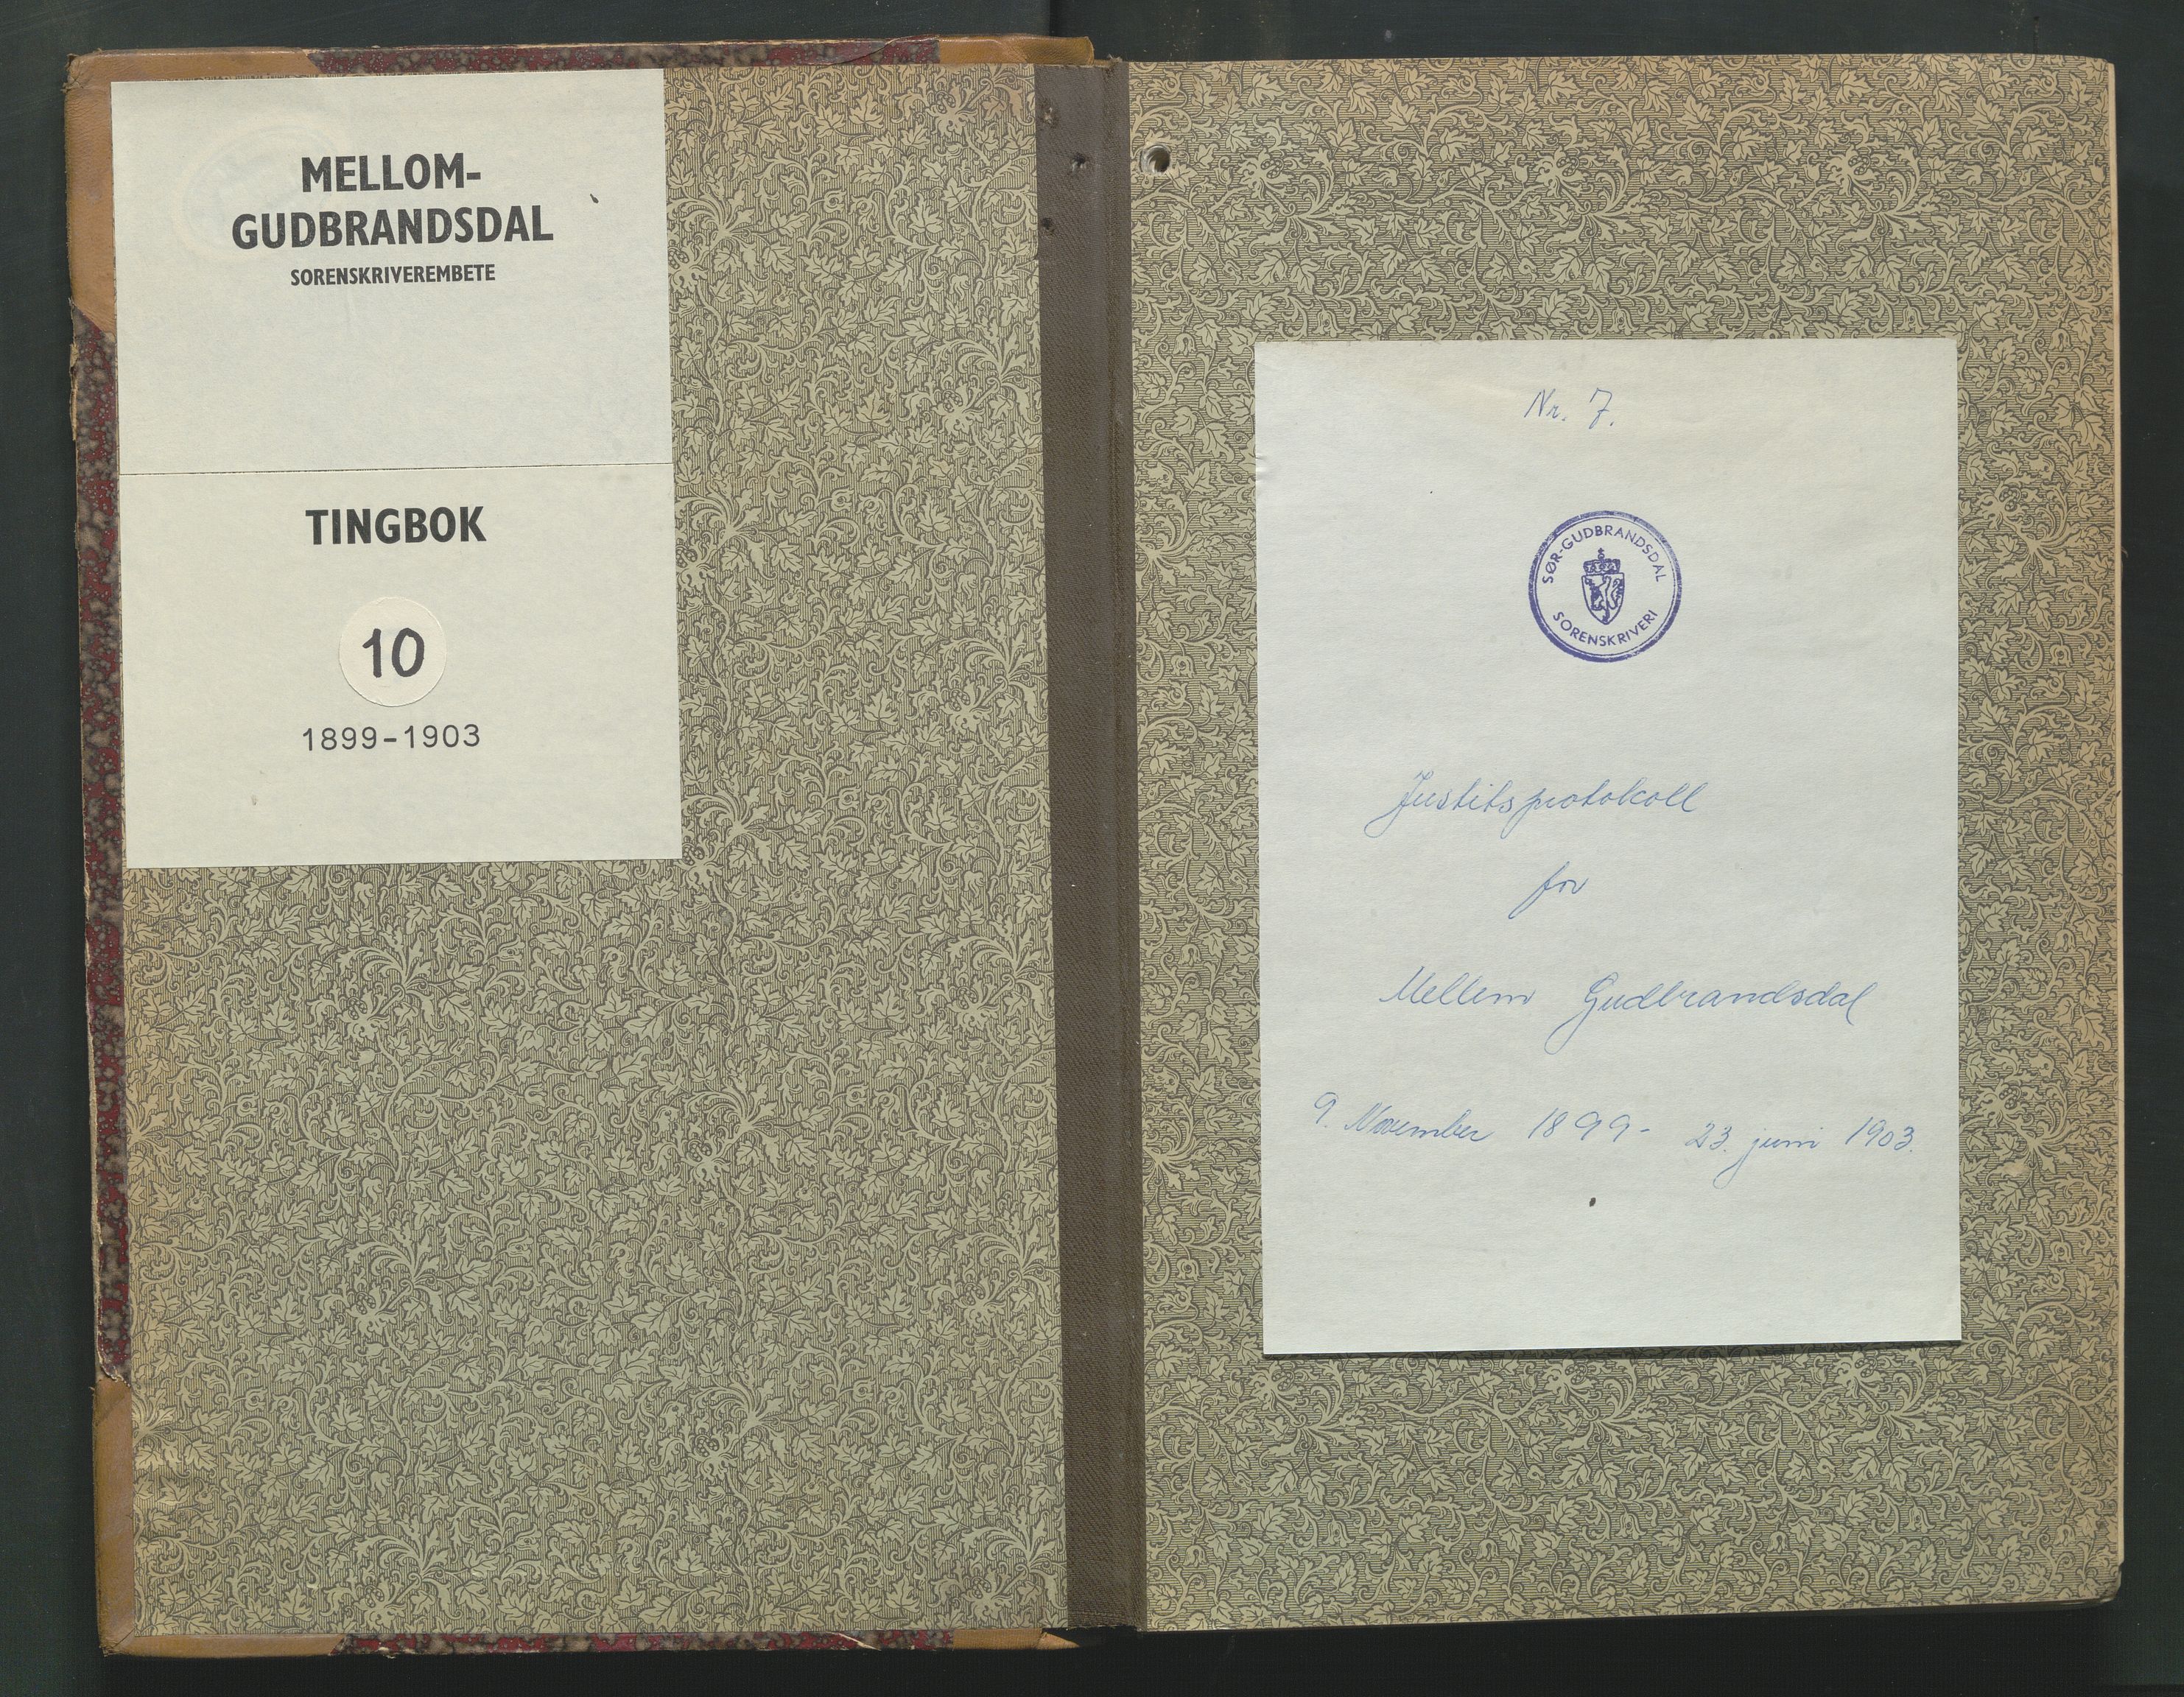 MELLOM-
GUDBRANDSDAL
SORENSKRIVEREMBETE
TINGBOK
10
1899-1903
Nr. 7.
SØR-GUDBRANDSDAL
SORENSKRIVERI
Justitsprotokoll
for
Mellem Gudbrandsdal
9. November 1899- 23. juni 1903.